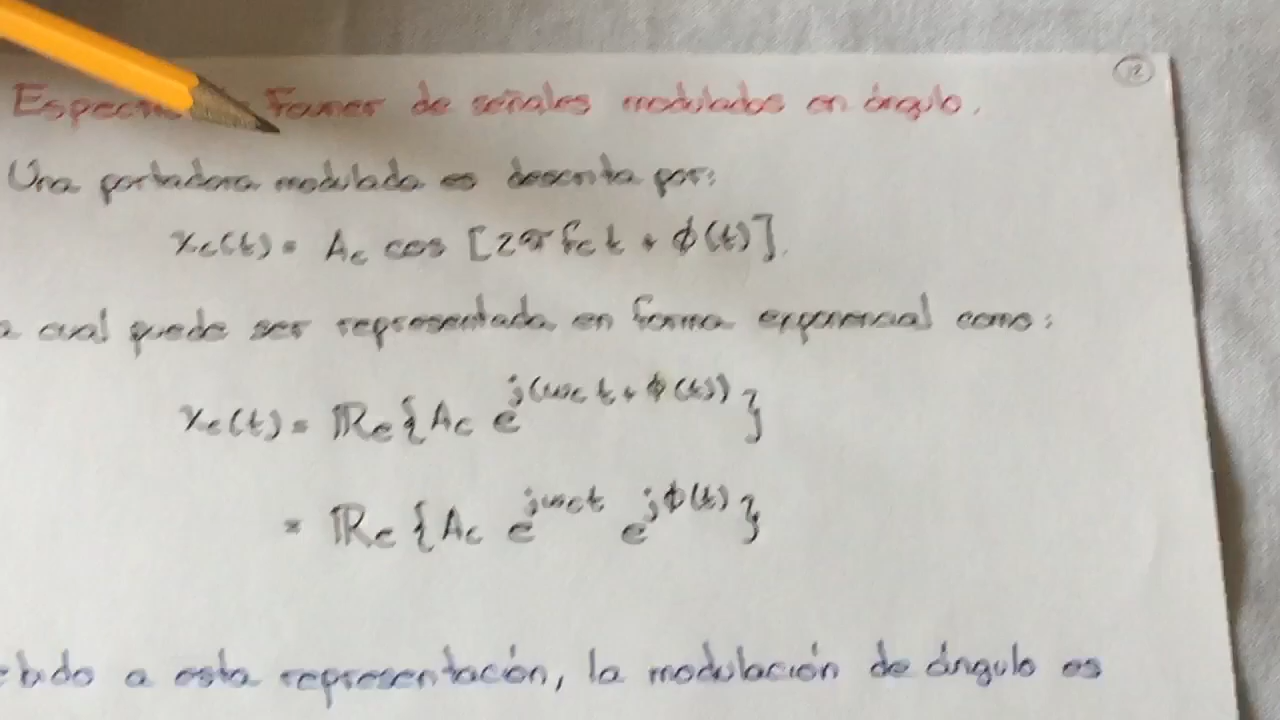 12
Fourier de señales modulados en ángulo.
Una portadora modulada es descrita por:
xc(t) = Ac cos [2π fc t + φ(t)].
cual puede ser representada en forma exponencial como:
xc(t) = Re{Ac e^j(ωc t + φ(t))}
= Re{Ac e^jωct e^jφ(t)}
a esta representación, la modulación de ángulo es